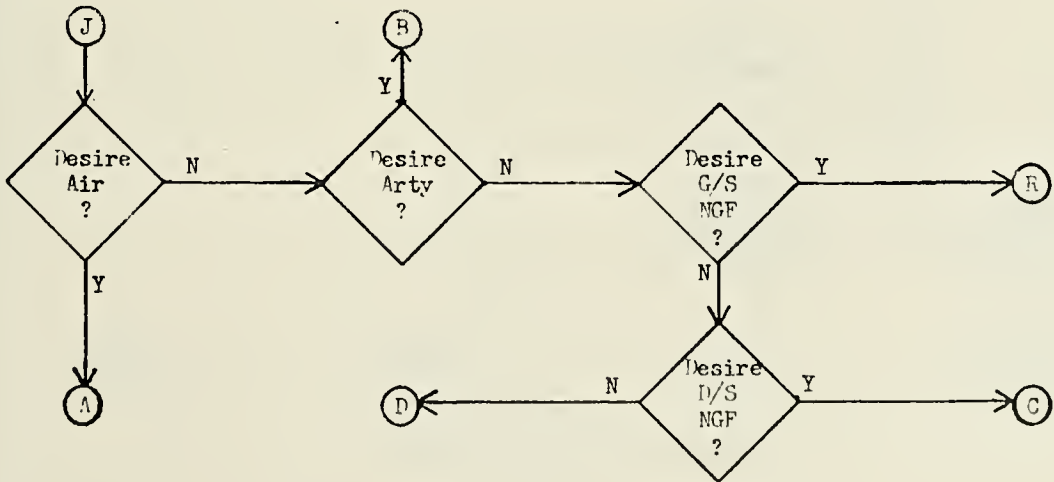 J
B
Y
Desire
Air
?
N
Desire
Arty
?
N
Desire
G/S
NGF
?
Y
R
Y
N
A
D
N
Desire
D/S
NGF
?
Y
C